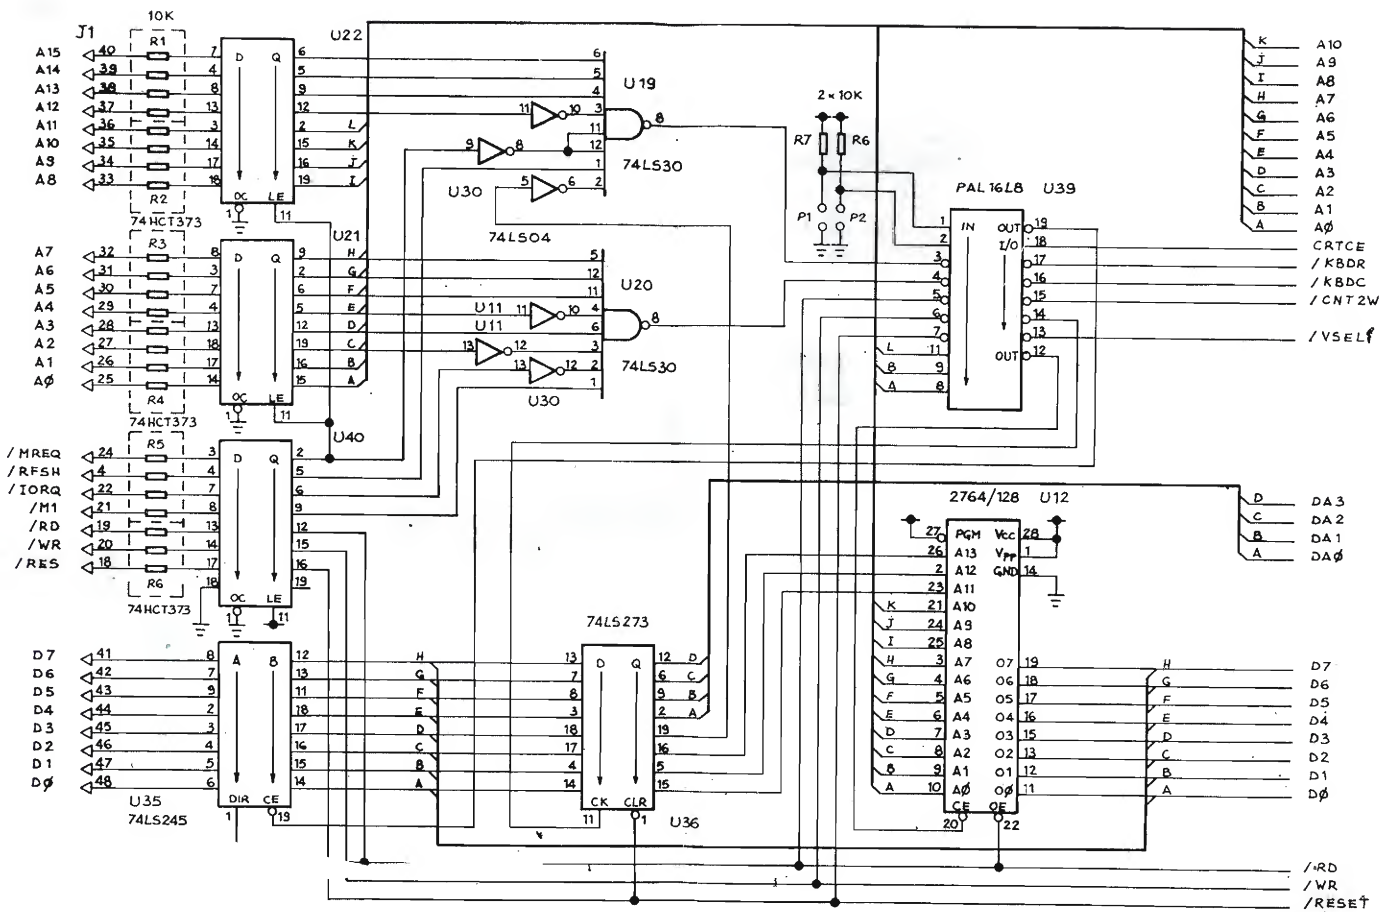 10K
J1
R1
U22
A15 40 7 D Q 6
A14 39 4 5
A13 38 8 9
A12 37 13 12
A11 36 3 2 L
A10 35 14 15 K
A9 34 17 16 J
A8 33 18 19 I
R2
OC LE
1 11
74HCT373
6
5
4
11 10 3
11
9 8 12
1
5 6 2
U19
8
74LS30
U30
74LS04
2×10K
R7 R6
P1 P2
PAL16L8 U39
1 IN OUT 19
2 I/O 18
3 17
4 16
5 15
6 14
7 13
L 11 OUT 12
B 9
A 8
K A10
J A9
I A8
H A7
G A6
F A5
E A4
D A3
C A2
B A1
A AØ
CRTCE
/KBDR
/KBDC
/CNT2W
/VSEL1
R3
U21
A7 32 8 D Q 9 H
A6 31 3 2 G
A5 30 7 6 F
A4 29 4 5 E
A3 28 13 12 D
A2 27 18 19 C
A1 26 17 16 B
AØ 25 14 15 A
R4
OC LE
1 11
74HCT373
5
12
11
U11 11 10 4
U11 6
13 12 3
13 12 2
1
U20
8
74LS30
U30
R5
U40
/MREQ 24 3 D Q 2
/RFSH 4 4 5
/IORQ 22 7 6
/M1 21 8 9
/RD 19 13 12
/WR 20 14 15
/RES 18 17 16
18 19
R6
OC LE
1 11
74HCT373
2764/128 U12
27 PGM Vcc 28
26 A13 Vpp 1
2 A12 GND 14
23 A11
K 21 A10
J 24 A9
I 25 A8
H 3 A7 O7 19 H D7
G 4 A6 O6 18 G D6
F 5 A5 O5 17 F D5
E 6 A4 O4 16 E D4
D 7 A3 O3 15 D D3
C 8 A2 O2 13 C D2
B 9 A1 O1 12 B D1
A 10 AØ OØ 11 A DØ
CE OE
20 22
D DA3
C DA2
B DA1
A DAØ
74LS273
D7 41 8 A B 12 H 13 D Q 12 D
D6 42 7 13 G 7 6 C
D5 43 9 11 F 8 9 B
D4 44 2 18 E 3 2 A
D3 45 3 17 D 18 19
D2 46 4 16 C 17 16
D1 47 5 15 B 4 5
DØ 48 6 14 A 14 15
U35
DIR CE
1 19
74LS245
CK CLR
11 1
U36
/RD
/WR
/RESET